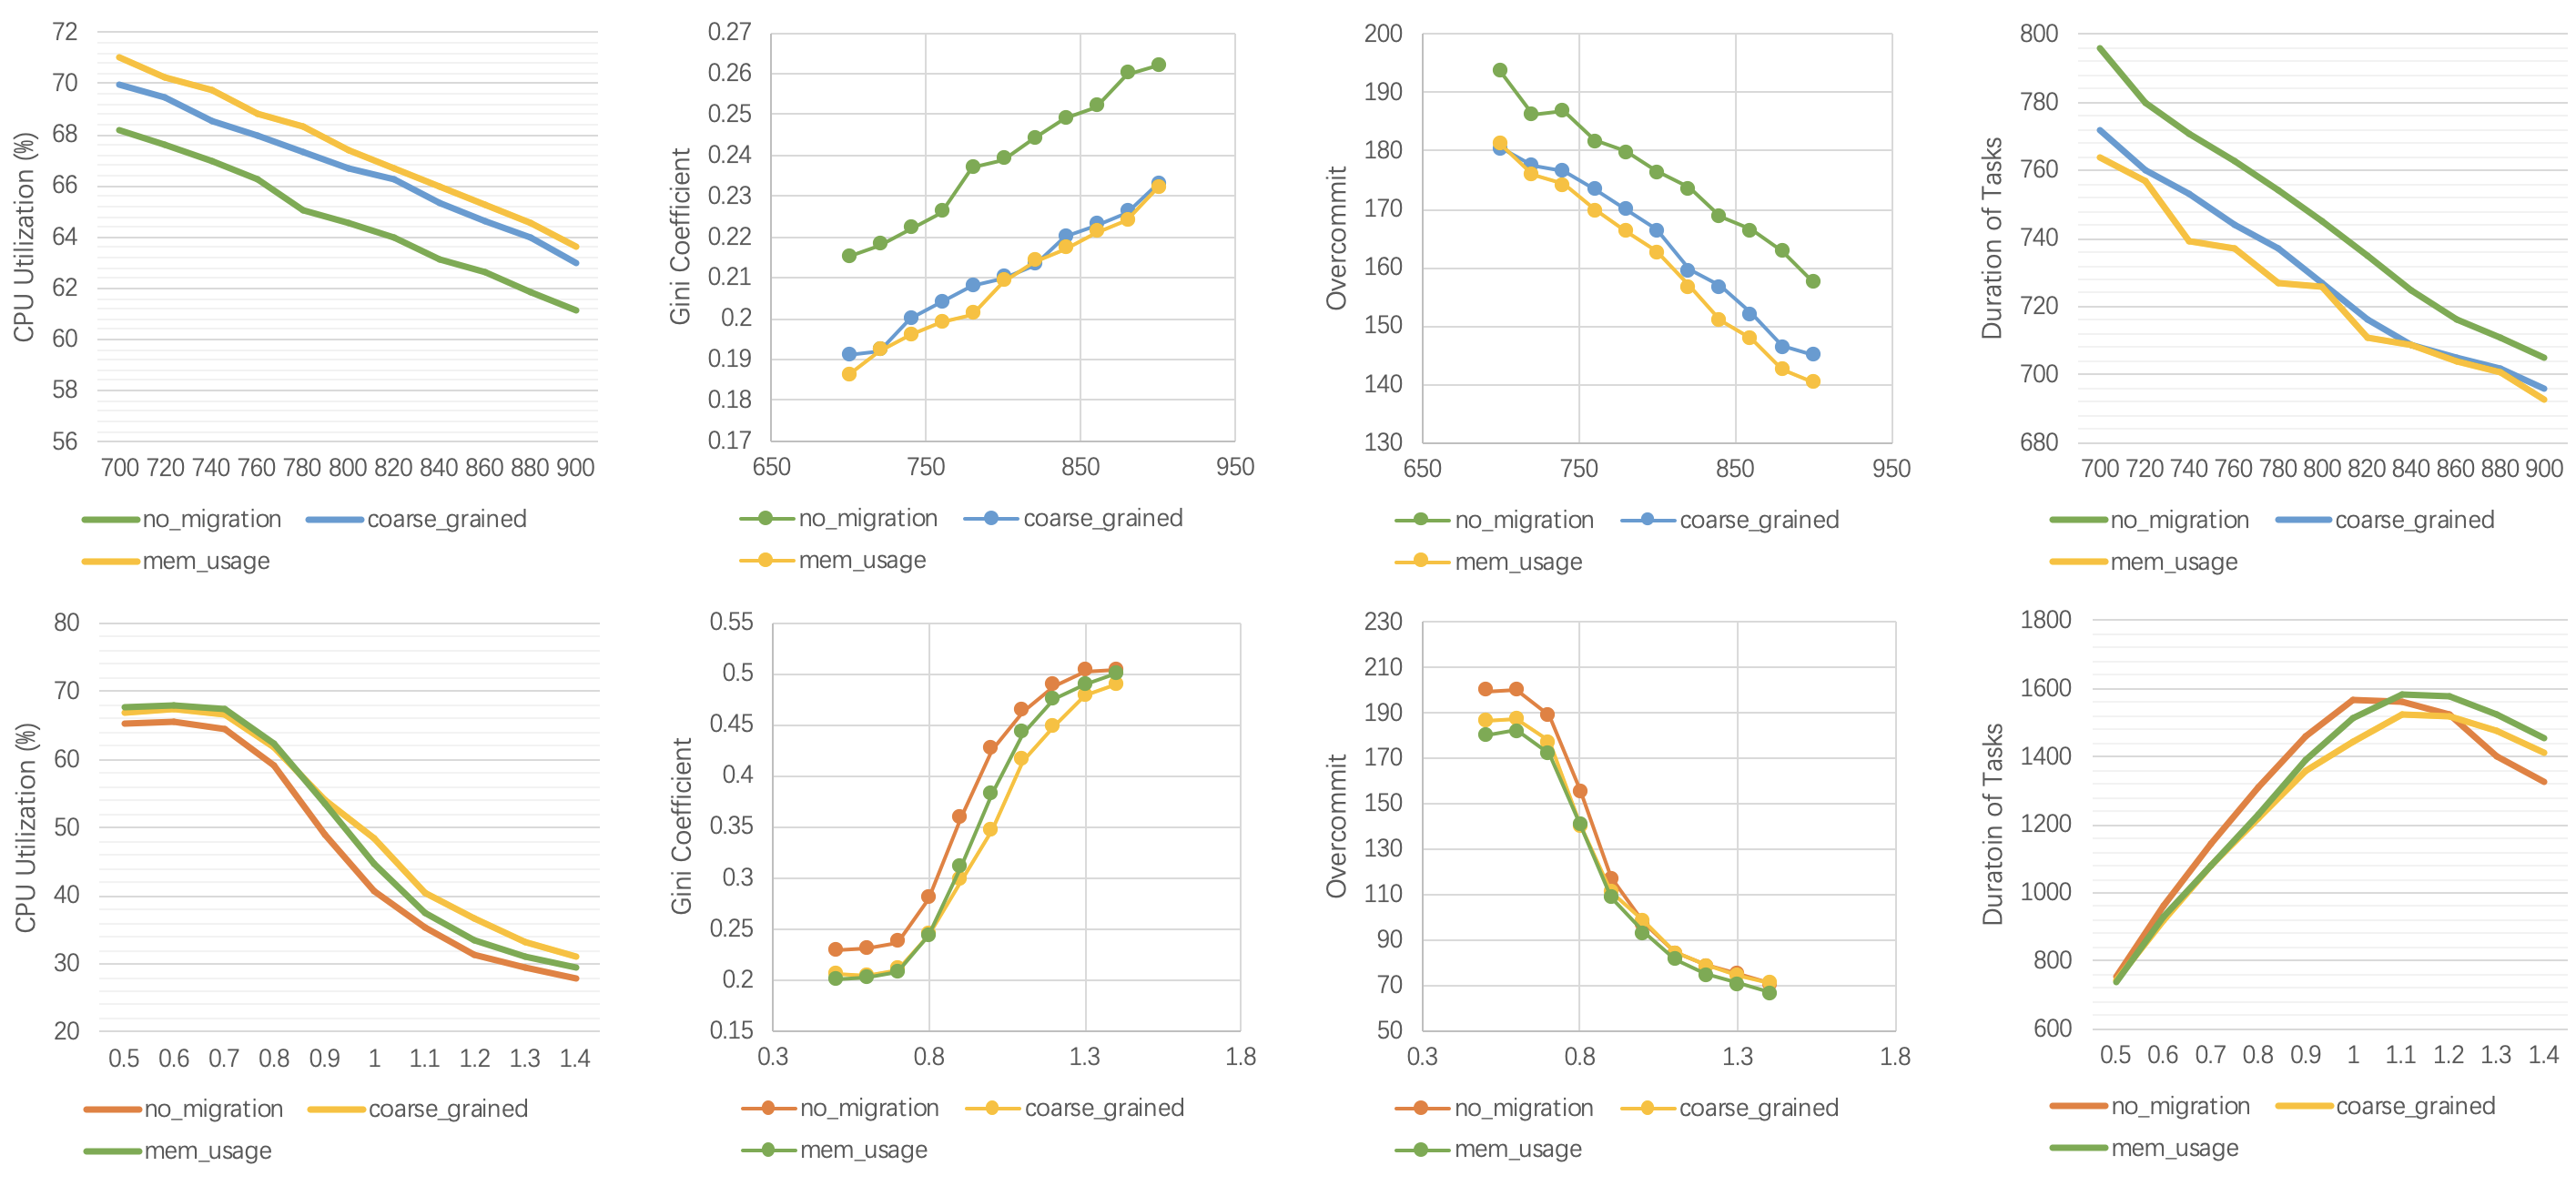 CPU Utilization (%)
72
70
68
66
64
62
60
58
56
700 720 740 760 780 800 820 840 860 880 900
no_migration coarse_grained
mem_usage
Gini Coefficient
0.27
0.26
0.25
0.24
0.23
0.22
0.21
0.2
0.19
0.18
0.17
650 750 850 950
no_migration coarse_grained
mem_usage
Overcommit
200
190
180
170
160
150
140
130
650 750 850 950
no_migration coarse_grained
mem_usage
Duration of Tasks
800
780
760
740
720
700
680
700 720 740 760 780 800 820 840 860 880 900
no_migration coarse_grained
mem_usage
CPU Utilization (%)
80
70
60
50
40
30
20
0.5 0.6 0.7 0.8 0.9 1 1.1 1.2 1.3 1.4
no_migration coarse_grained
mem_usage
Gini Coefficient
0.55
0.5
0.45
0.4
0.35
0.3
0.25
0.2
0.15
0.3 0.8 1.3 1.8
no_migration coarse_grained
mem_usage
Overcommit
230
210
190
170
150
130
110
90
70
50
0.3 0.8 1.3 1.8
no_migration coarse_grained
mem_usage
Duratoin of Tasks
1800
1600
1400
1200
1000
800
600
0.5 0.6 0.7 0.8 0.9 1 1.1 1.2 1.3 1.4
no_migration coarse_grained
mem_usage